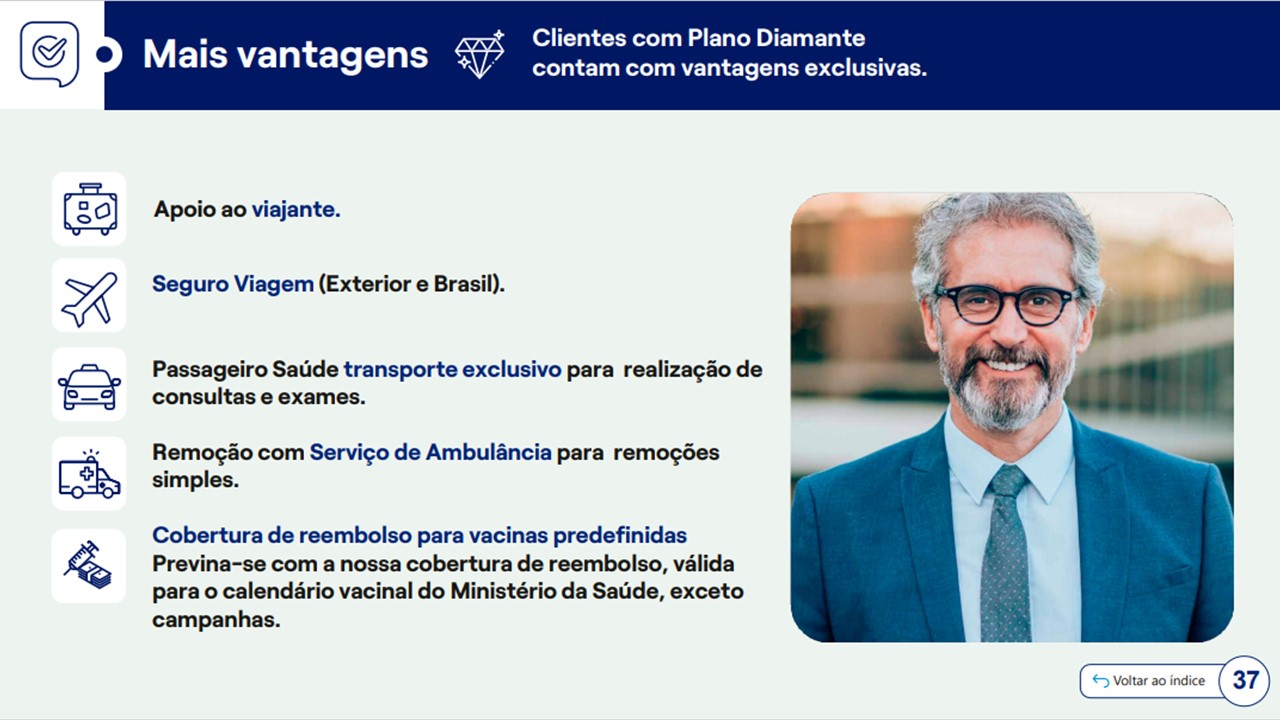 Mais vantagens
Clientes com Plano Diamante
contam com vantagens exclusivas.
Apoio ao viajante.
Seguro Viagem (Exterior e Brasil).
Passageiro Saúde transporte exclusivo para realização de
consultas e exames.
Remoção com Serviço de Ambulância para remoções
simples.
Cobertura de reembolso para vacinas predefinidas
Previna-se com a nossa cobertura de reembolso, válida
para o calendário vacinal do Ministério da Saúde, exceto
campanhas.
Voltar ao índice
37